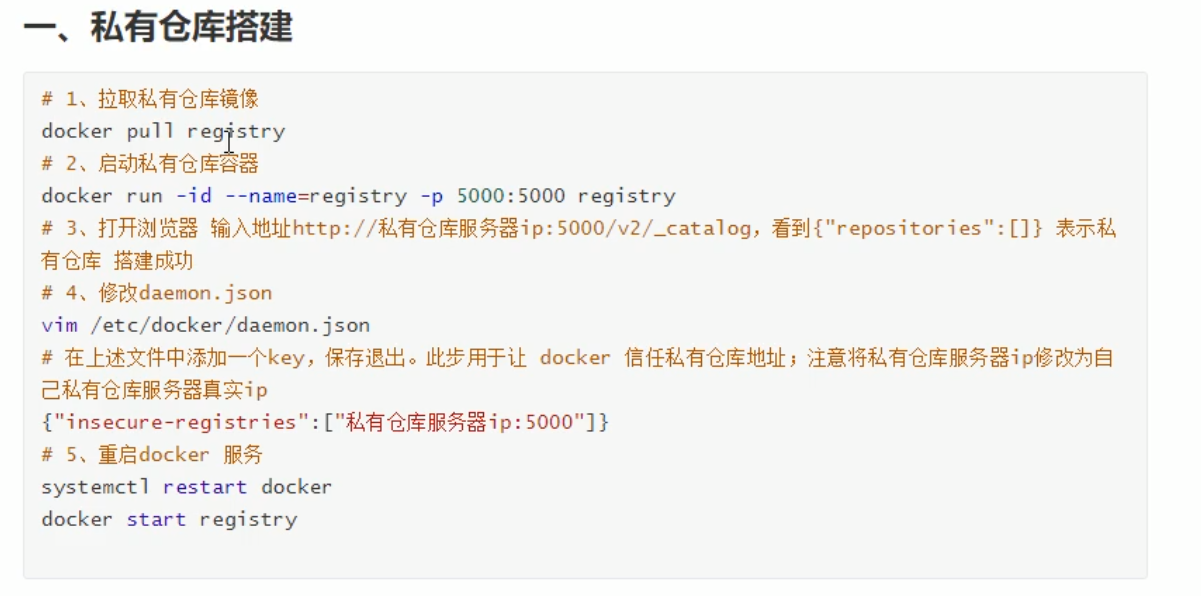 一、私有仓库搭建
# 1、拉取私有仓库镜像
docker pull registry
# 2、启动私有仓库容器
docker run -id --name=registry -p 5000:5000 registry
# 3、打开浏览器 输入地址http://私有仓库服务器ip:5000/v2/_catalog，看到{"repositories":[]} 表示私
有仓库 搭建成功
# 4、修改daemon.json
vim /etc/docker/daemon.json
# 在上述文件中添加一个key，保存退出。此步用于让 docker 信任私有仓库地址；注意将私有仓库服务器ip修改为自
己私有仓库服务器真实ip
{"insecure-registries":["私有仓库服务器ip:5000"]}
# 5、重启docker 服务
systemctl restart docker
docker start registry